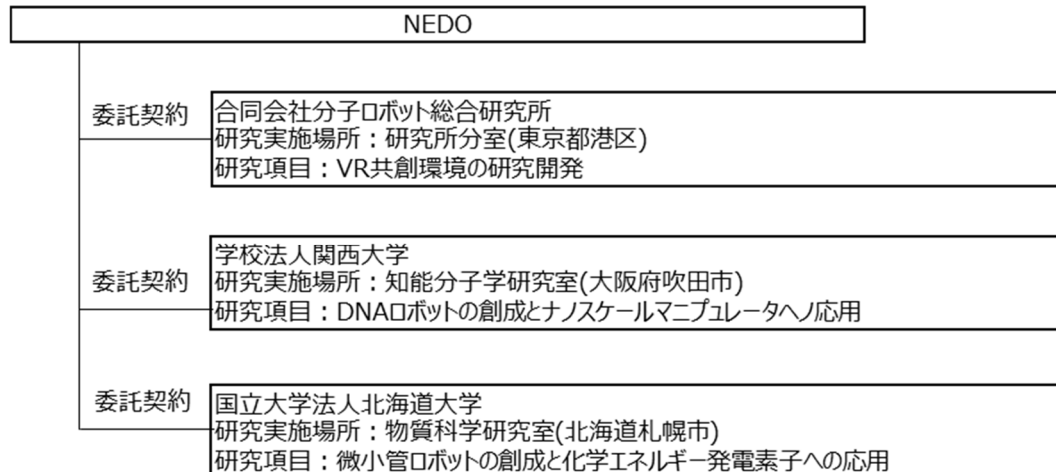 NEDO
委託契約
合同会社分子ロボット総合研究所
研究実施場所：研究所分室(東京都港区)
研究項目：VR共創環境の研究開発
委託契約
学校法人関西大学
研究実施場所：知能分子学研究室(大阪府吹田市)
研究項目：DNAロボットの創成とナノスケールマニプュレータヘノ応用
委託契約
国立大学法人北海道大学
研究実施場所：物質科学研究室(北海道札幌市)
研究項目：微小管ロボットの創成と化学エネルギー発電素子への応用